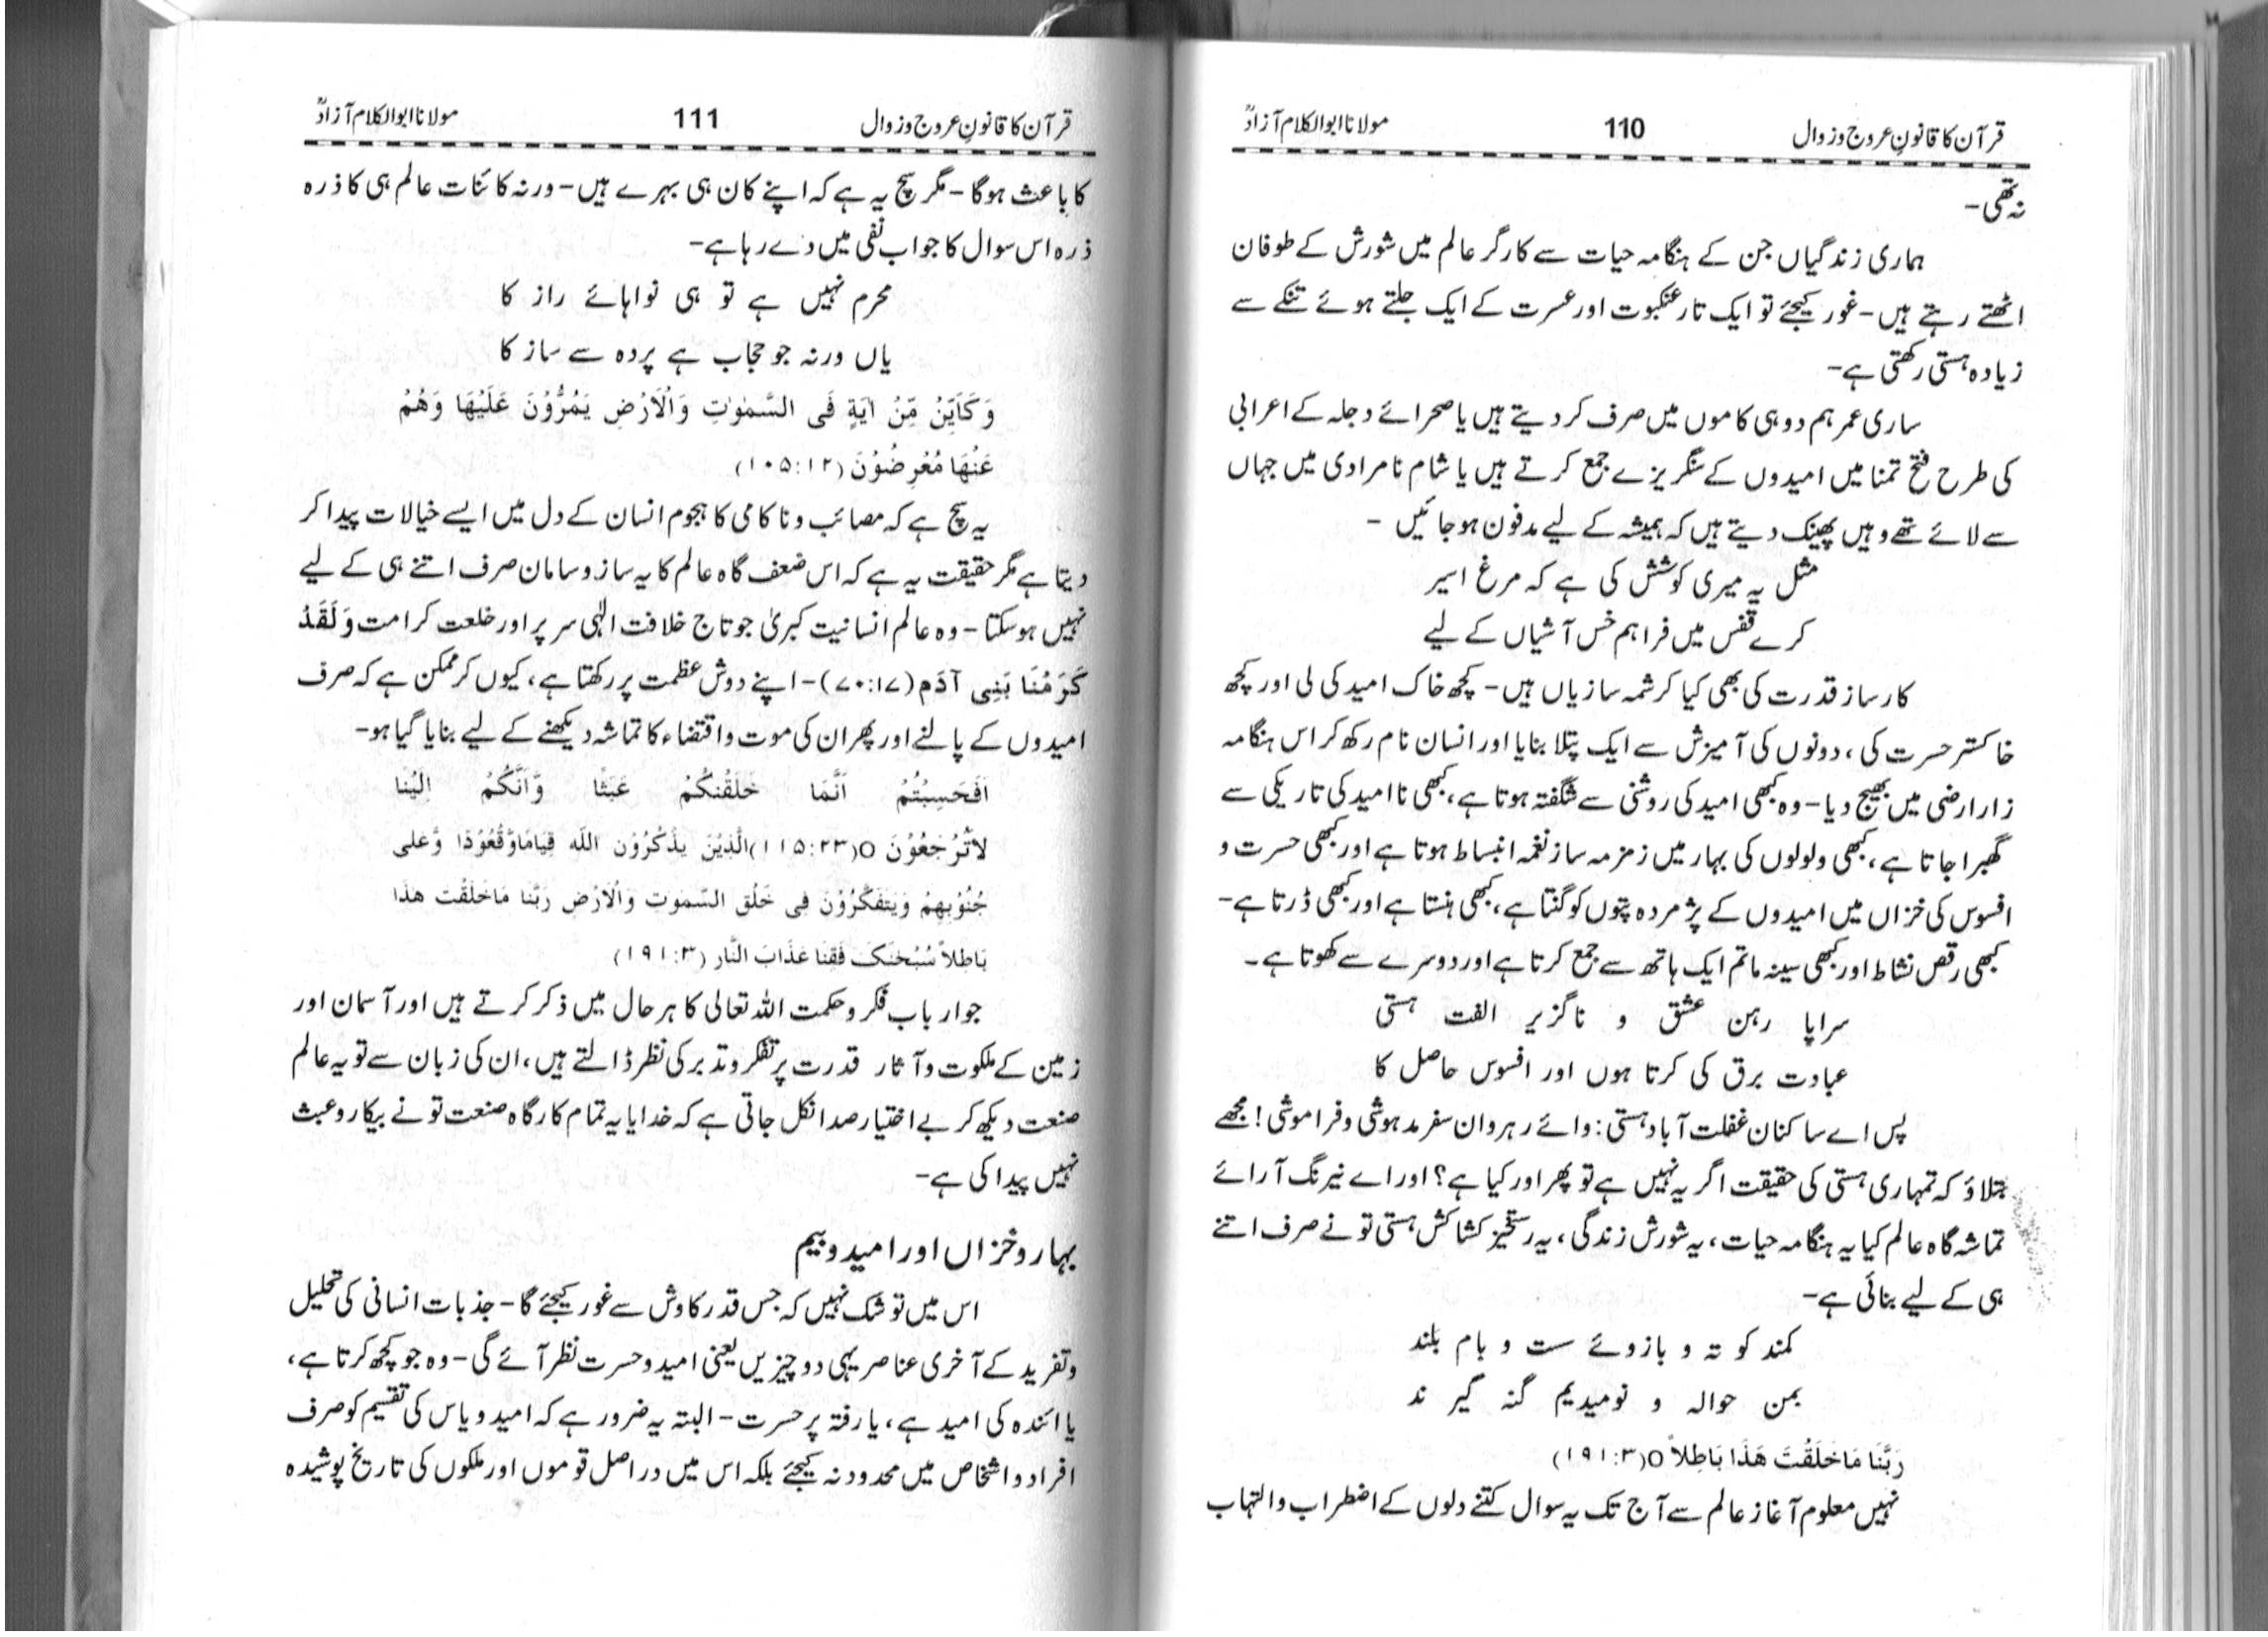 قرآن کا قانونِ عروج و زوال 110 مولانا ابوالکلام آزادؒ
نہ تھی-
ہماری زندگیاں جن کے ہنگامہ حیات سے کارگر عالم میں شورش کے طوفان
اٹھتے رہتے ہیں- غور کیجئے تو ایک تار عنکبوت اور عسرت کے ایک جلتے ہوئے تنکے سے
زیادہ ہستی رکھتی ہے-
ساری عمر ہم دو ہی کاموں میں صرف کر دیتے ہیں یا صحرائے دجلہ کے اعرابی
کی طرح فتح تمنا میں امیدوں کے سنگریزے جمع کرتے ہیں یا شام نامرادی میں جہاں
سے لائے تھے وہیں پھینک دیتے ہیں کہ ہمیشہ کے لیے مدفون ہو جائیں -
مثل یہ میری کوشش کی ہے کہ مرغ اسیر
کرے قفس میں فراہم خس آشیاں کے لیے
کارساز قدرت کی بھی کیا کرشمہ سازیاں ہیں- کچھ خاک امید کی لی اور کچھ
خاکستر حسرت کی، دونوں کی آمیزش سے ایک پتلا بنایا اور انسان نام رکھ کر اس ہنگامہ
زار ارضی میں بھیج دیا- وہ کبھی امید کی روشنی سے شگفتہ ہوتا ہے، کبھی ناامید کی تاریکی سے
گھبرا جاتا ہے، کبھی ولولوں کی بہار میں زمزمہ ساز نغمہ انبساط ہوتا ہے اور کبھی حسرت و
افسوس کی خزاں میں امیدوں کے پژمردہ پتوں کو گنتا ہے، کبھی ہنستا ہے اور کبھی ڈرتا ہے-
کبھی رقص نشاط اور کبھی سینہ ماتم ایک ہاتھ سے جمع کرتا ہے اور دوسرے سے کھوتا ہے۔
سراپا رہن عشق و ناگزیر الفت ہستی
عبادت برق کی کرتا ہوں اور افسوس حاصل کا
پس اے ساکنان غفلت آباد ہستی: وائے رہروان سفر مدہوشی و فراموشی! مجھے
بتلاؤ کہ تمہاری ہستی کی حقیقت اگر یہ نہیں ہے تو پھر اور کیا ہے؟ اور اے نیرنگ آرائے
تماشہ گاہ عالم کیا یہ ہنگامہ حیات، یہ شورش زندگی، یہ رستخیز کشاکش ہستی تو نے صرف اتنے
ہی کے لیے بنائی ہے-
کمند کوتہ و بازوئے ست و بام بلند
بمن حوالہ و نومیدیم گنہ گیر ند
رَبَّنَا مَا خَلَقْتَ هَذَا بَاطِلاً O(۱۹۱:۳)
نہیں معلوم آغاز عالم سے آج تک یہ سوال کتنے دلوں کے اضطراب و التہاب
قرآن کا قانونِ عروج و زوال 111 مولانا ابوالکلام آزادؒ
کا باعث ہوگا- مگر سچ یہ ہے کہ اپنے کان ہی بہرے ہیں- ورنہ کائنات عالم ہی کا ذرہ
ذرہ اس سوال کا جواب نفی میں دے رہا ہے-
محرم نہیں ہے تو ہی نواہائے راز کا
یاں ورنہ جو حجاب ہے پردہ سے ساز کا
وَكَاَيِّنْ مِّنْ اٰيَةٍ فَى السَّمٰوٰتِ وَالْاَرْضِ يَمُرُّوْنَ عَلَيْهَا وَهُمْ
عَنْهَا مُعْرِضُوْنَ (۱۰۵:۱۲)
یہ سچ ہے کہ مصائب و ناکامی کا ہجوم انسان کے دل میں ایسے خیالات پیدا کر
دیتا ہے مگر حقیقت یہ ہے کہ اس ضعف گاہ عالم کا یہ ساز و سامان صرف اتنے ہی کے لیے
نہیں ہو سکتا- وہ عالم انسانیت کبریٰ جو تاج خلافت الٰہی سر پر اور خلعت کرامت وَلَقَدْ
كَرَمْنَا بَنِى آدَم (۷۰:۱۷)- اپنے دوش عظمت پر رکھتا ہے، کیوں کر ممکن ہے کہ صرف
امیدوں کے پالنے اور پھر ان کی موت و اقتضاء کا تماشہ دیکھنے کے لیے بنایا گیا ہو-
اَفَحَسِبْتُمْ اَنَّمَا خَلَقْنٰكُمْ عَبَثًا وَّاَنَّكُمْ اِلَيْنَا
لَاتُرْجَعُوْنَ O(۱۱۵:۲۳)الَّذِيْنَ يَذْكُرُوْنَ اللّٰه قِيَامًاوَّقُعُوْدًا وَّعَلى
جُنُوْبِهِمْ وَيَتَفَكَّرُوْنَ فِى خَلْقِ السَّمٰوٰتِ وَالْاَرْضِ رَبَّنَا مَاخَلَقْتَ هٰذَا
بَاطِلاً سُبْحٰنَكَ فَقِنَا عَذَابَ النَّار (۱۹۱:۳)
جو ارباب فکر و حکمت اللہ تعالی کا ہر حال میں ذکر کرتے ہیں اور آسمان اور
زمین کے ملکوت و آثار قدرت پر تفکر و تدبر کی نظر ڈالتے ہیں، ان کی زبان سے تو یہ عالم
صنعت دیکھ کر بے اختیار صدا نکل جاتی ہے کہ خدایا یہ تمام کارگاہ صنعت تو نے بیکار و عبث
نہیں پیدا کی ہے-
بہار و خزاں اور امید و بیم
اس میں تو شک نہیں کہ جس قدر کاوش سے غور کیجئے گا- جذبات انسانی کی تحلیل
و تفرید کے آخری عناصر یہی دو چیزیں یعنی امید و حسرت نظر آئے گی- وہ جو کچھ کرتا ہے،
یا ائندہ کی امید ہے، یا رفتہ پر حسرت- البتہ یہ ضرور ہے کہ امید و یاس کی تقسیم کو صرف
افراد و اشخاص میں محدود نہ کیجئے بلکہ اس میں دراصل قوموں اور ملکوں کی تاریخ پوشیدہ